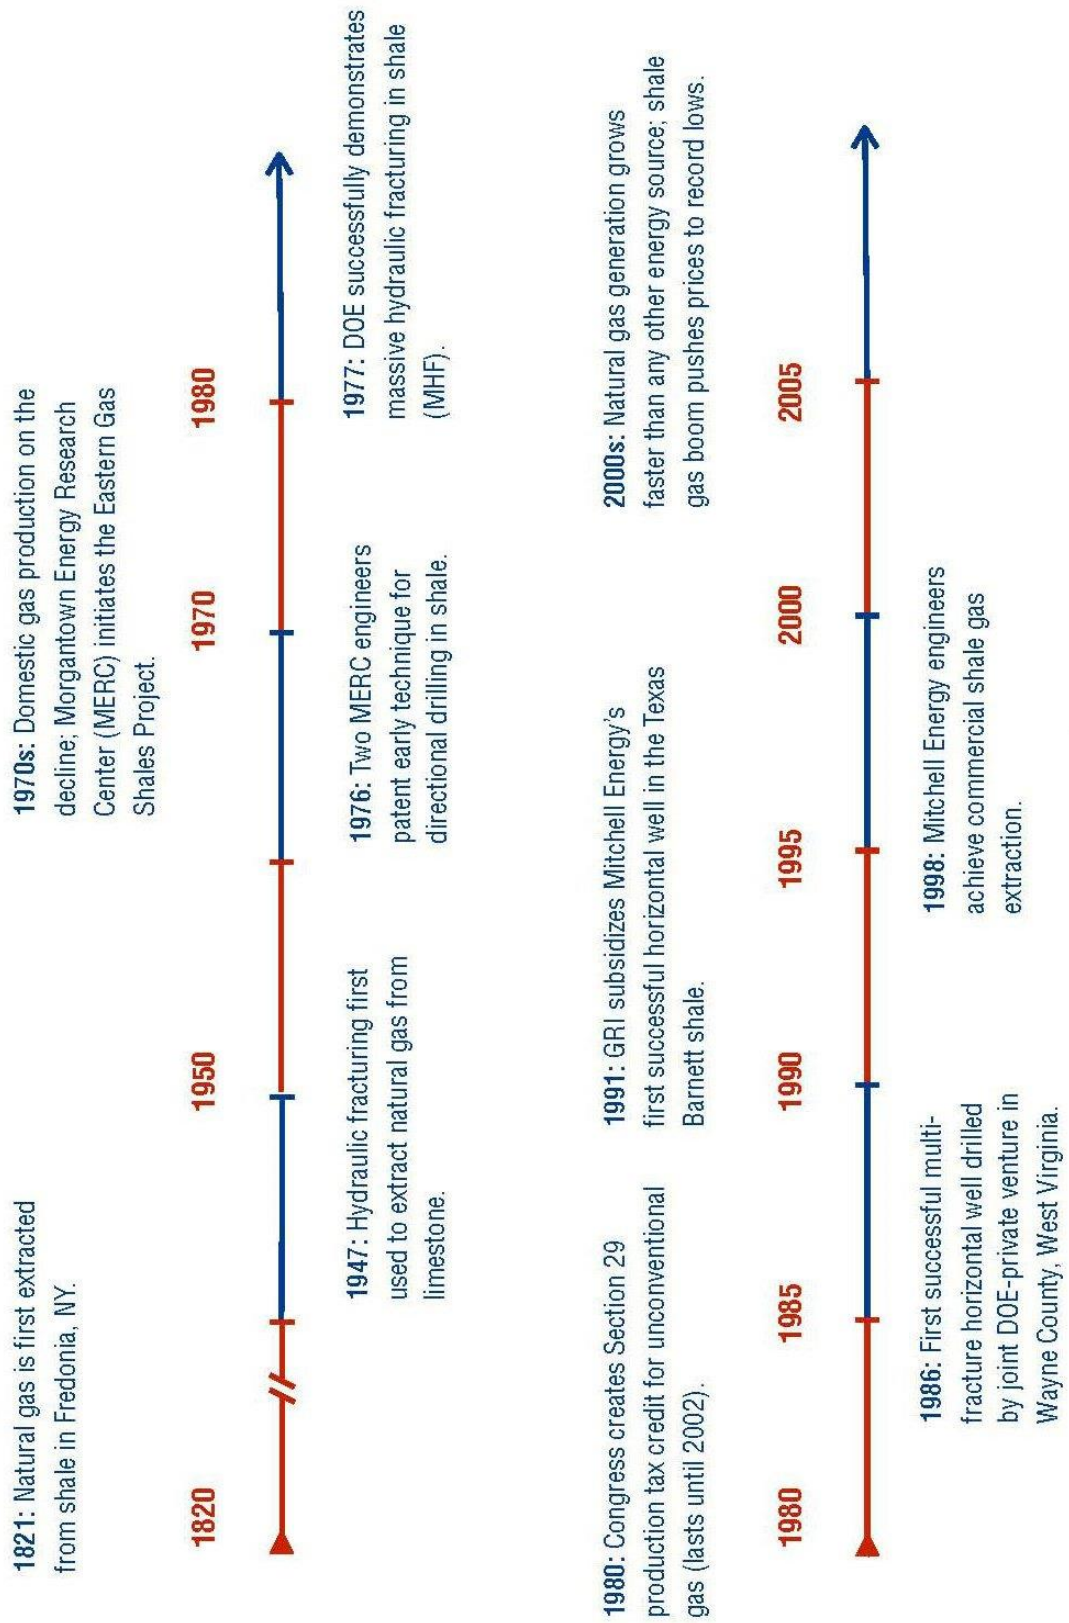 1821: Natural gas is first extracted
from shale in Fredonia, NY.
1970s: Domestic gas production on the
decline; Morgantown Energy Research
Center (MERC) initiates the Eastern Gas
Shales Project.
1820
1950
1970
1980
1947: Hydraulic fracturing first
used to extract natural gas from
limestone.
1976: Two MERC engineers
patent early technique for
directional drilling in shale.
1977: DOE successfully demonstrates
massive hydraulic fracturing in shale
(MHF).
1980: Congress creates Section 29
production tax credit for unconventional
gas (lasts until 2002).
1991: GRI subsidizes Mitchell Energy's
first successful horizontal well in the Texas
Barnett shale.
2000s: Natural gas generation grows
faster than any other energy source; shale
gas boom pushes prices to record lows.
1980
1985
1990
1995
2000
2005
1986: First successful multi-
fracture horizontal well drilled
by joint DOE-private venture in
Wayne County, West Virginia.
1998: Mitchell Energy engineers
achieve commercial shale gas
extraction.